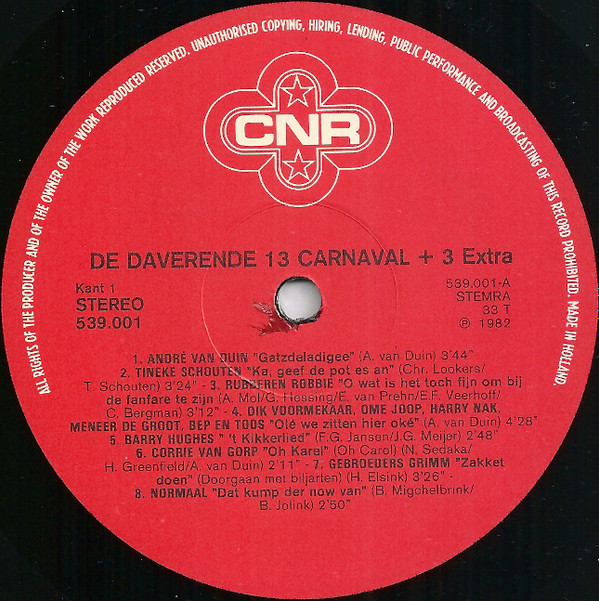 ALL RIGHTS OF THE PRODUCER AND OF THE OWNER OF THE WORK REPRODUCED RESERVED. UNAUTHORISED COPYING, HIRING, LENDING, PUBLIC PERFORMANCE AND BROADCASTING OF THIS RECORD PROHIBITED. MADE IN HOLLAND.
CNR
DE DAVERENDE 13 CARNAVAL + 3 Extra
Kant 1
STEREO
539.001
539.001-A
STEMRA
33 T
℗ 1982
1. ANDRÈ VAN DUIN "Gatzdeladigee" (A. van Duin) 3'44"
2. TINEKE SCHOUTEN "Ka, geef de pot es an" (Chr. Lookers/
T. Schouten) 3'24" - 3. RUBBEREN ROBBIE "O wat is het toch fijn om bij
de fanfare te zijn (A. Mol/G. Hessing/E. van Prehn/E.F. Veerhoff/
C. Bergman) 3'12" - 4. DIK VOORMEKAAR, OME JOOP, HARRY NAK,
MENEER DE GROOT, BEP EN TOOS "Olé we zitten hier oké" (A. van Duin) 4'28"
5. BARRY HUGHES " 't Kikkerlied" (F.G. Jansen/J.G. Meijer) 2'48"
6. CORRIE VAN GORP "Oh Karel" (Oh Carol) (N. Sedaka/
H. Greenfield/A. van Duin) 2'11" - 7. GEBROEDERS GRIMM "Zakket
doen" (Doorgaan met biljarten) (H. Elsink) 3'26" -
8. NORMAAL "Dat kump der now van" (B. Migchelbrink/
B. Jolink) 2'50"